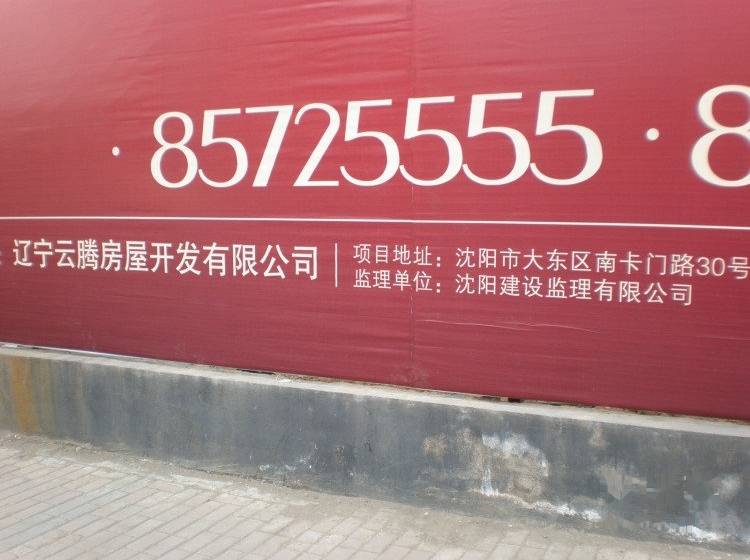 ·85725555·8
辽宁云腾房屋开发有限公司
项目地址：沈阳市大东区南卡门路30号
监理单位：沈阳建设监理有限公司